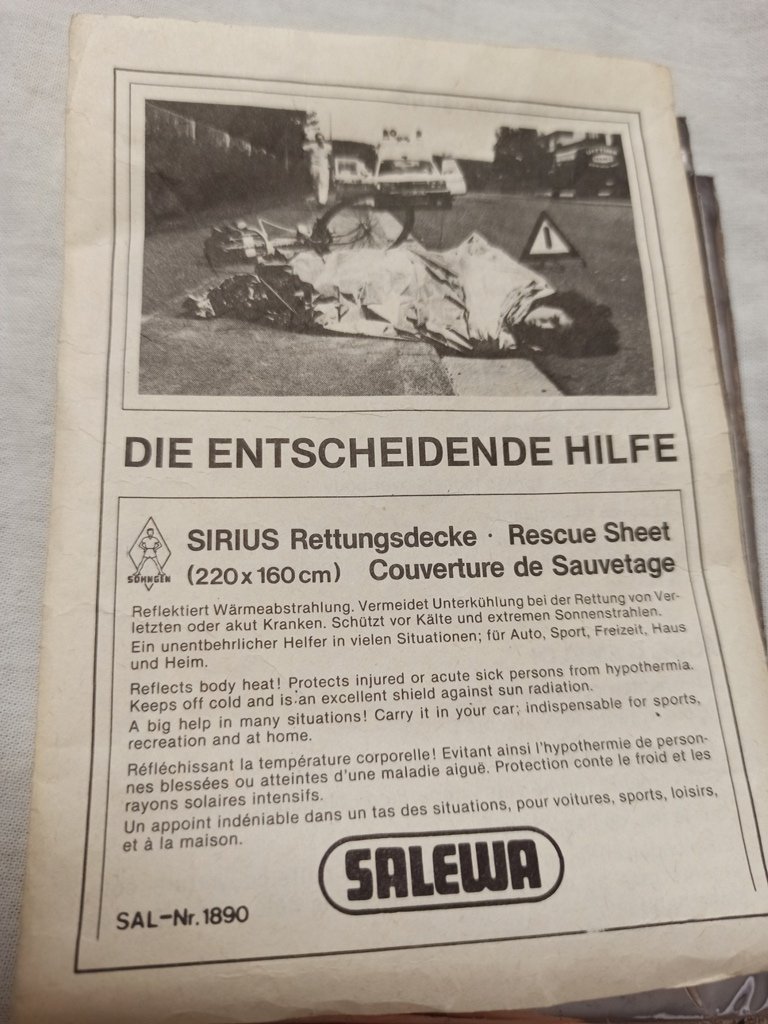 DIE ENTSCHEIDENDE HILFE
SÖHNGEN
SIRIUS Rettungsdecke · Rescue Sheet
(220 x 160 cm) Couverture de Sauvetage
Reflektiert Wärmeabstrahlung. Vermeidet Unterkühlung bei der Rettung von Ver-
letzten oder akut Kranken. Schützt vor Kälte und extremen Sonnenstrahlen.
Ein unentbehrlicher Helfer in vielen Situationen; für Auto, Sport, Freizeit, Haus
und Heim.
Reflects body heat! Protects injured or acute sick persons from hypothermia.
Keeps off cold and is an excellent shield against sun radiation.
A big help in many situations! Carry it in your car; indispensable for sports,
recreation and at home.
Réfléchissant la température corporelle! Evitant ainsi l'hypothermie de person-
nes blessées ou atteintes d'une maladie aiguë. Protection conte le froid et les
rayons solaires intensifs.
Un appoint indéniable dans un tas des situations, pour voitures, sports, loisirs,
et à la maison.
SALEWA
SAL-Nr. 1890